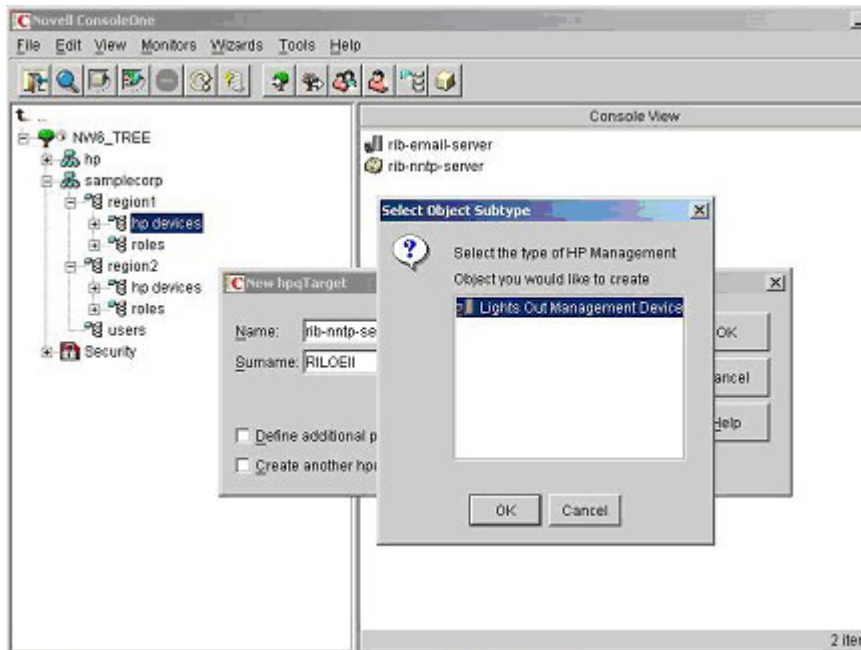 Novell ConsoleOne
File Edit View Monitors Wizards Tools Help
Console View
NW6_TREE
hp
samplecorp
region1
hp devices
roles
region2
hp devices
roles
users
Security
rib-email-server
rib-nntp-server
New hpqTarget
Name: rib-nntp-se
Surname: RILOEII
Define additional p
Create another hp
OK
ancel
Help
Select Object Subtype
Select the type of HP Management
Object you would like to create
Lights Out Management Device
OK Cancel
2 iter